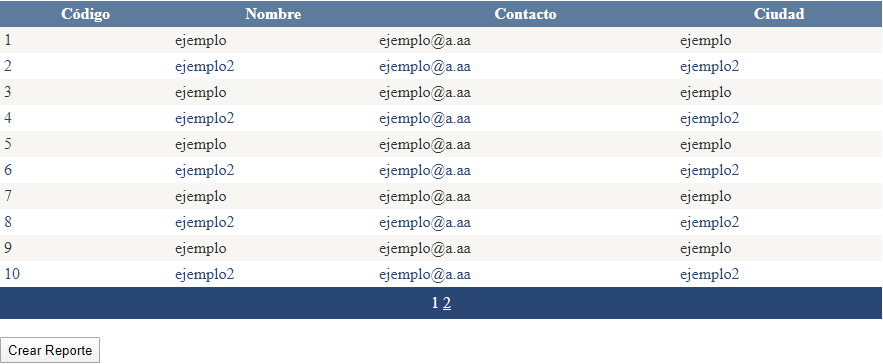 Código Nombre Contacto Ciudad
1 ejemplo ejemplo@a.aa ejemplo
2 ejemplo2 ejemplo@a.aa ejemplo2
3 ejemplo ejemplo@a.aa ejemplo
4 ejemplo2 ejemplo@a.aa ejemplo2
5 ejemplo ejemplo@a.aa ejemplo
6 ejemplo2 ejemplo@a.aa ejemplo2
7 ejemplo ejemplo@a.aa ejemplo
8 ejemplo2 ejemplo@a.aa ejemplo2
9 ejemplo ejemplo@a.aa ejemplo
10 ejemplo2 ejemplo@a.aa ejemplo2
1 2
Crear Reporte